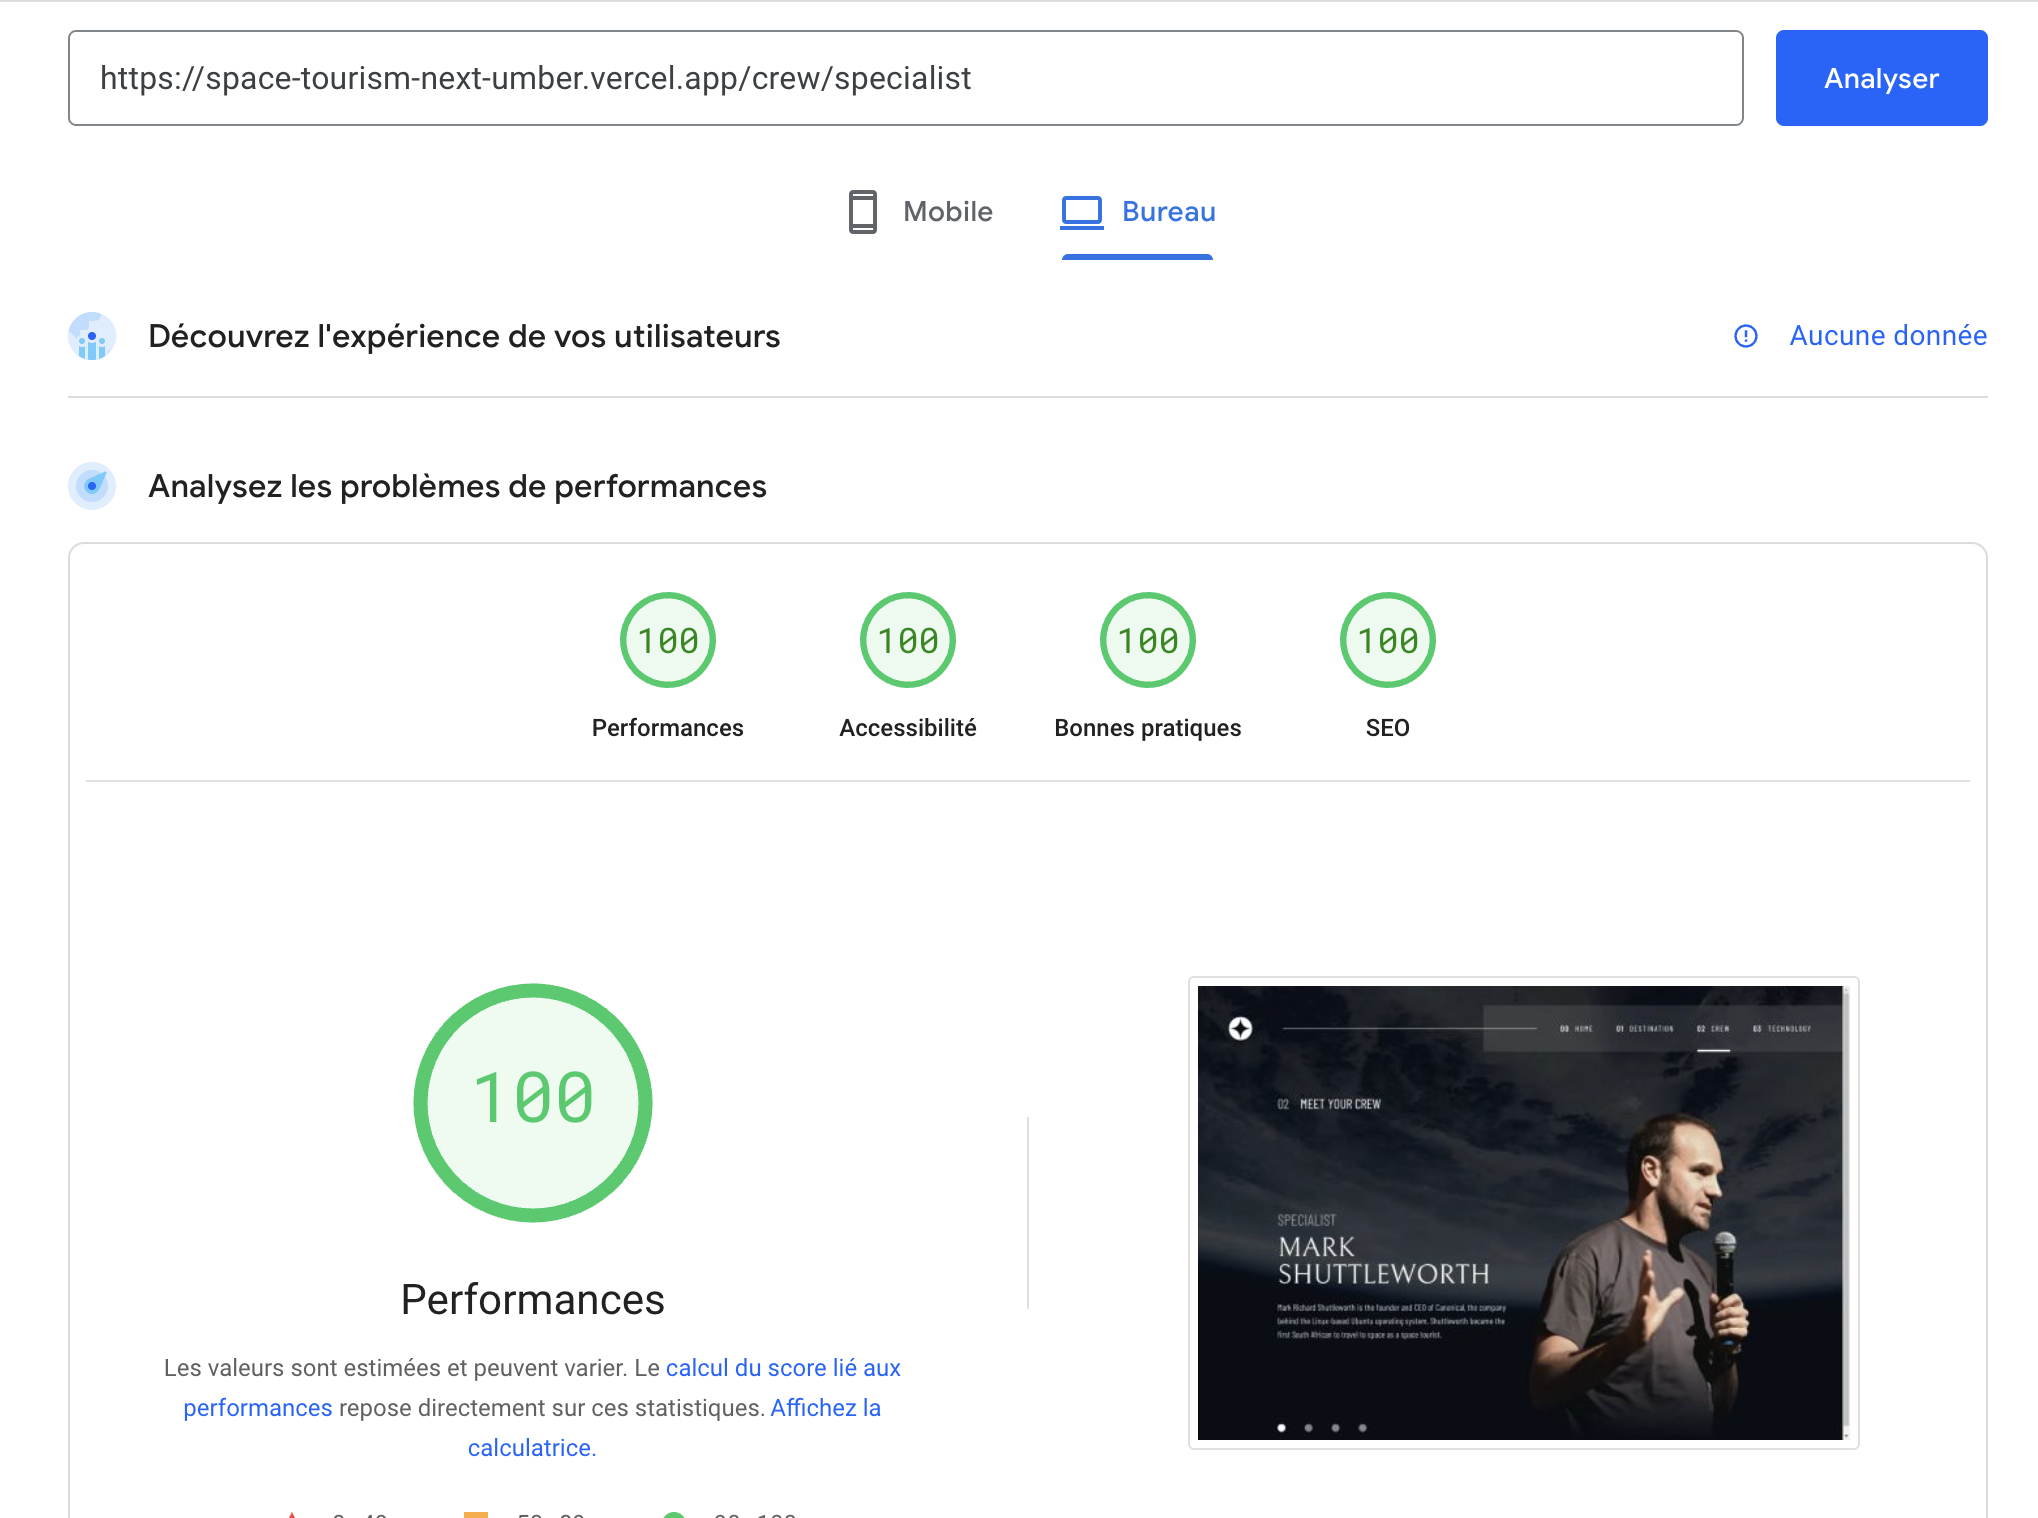 https://space-tourism-next-umber.vercel.app/crew/specialist
Analyser
Mobile
Bureau
Découvrez l'expérience de vos utilisateurs
Aucune donnée
Analysez les problèmes de performances
100
100
100
100
Performances
Accessibilité
Bonnes pratiques
SEO
100
Performances
Les valeurs sont estimées et peuvent varier. Le calcul du score lié aux
performances repose directement sur ces statistiques. Affichez la
calculatrice.
00 HOME
01 DESTINATION
02 CREW
03 TECHNOLOGY
02 MEET YOUR CREW
SPECIALIST
MARK
SHUTTLEWORTH
Mark Richard Shuttleworth is the founder and CEO of Canonical, the company
behind the Linux-based Ubuntu operating system. Shuttleworth became the
first South African to travel to space as a space tourist.